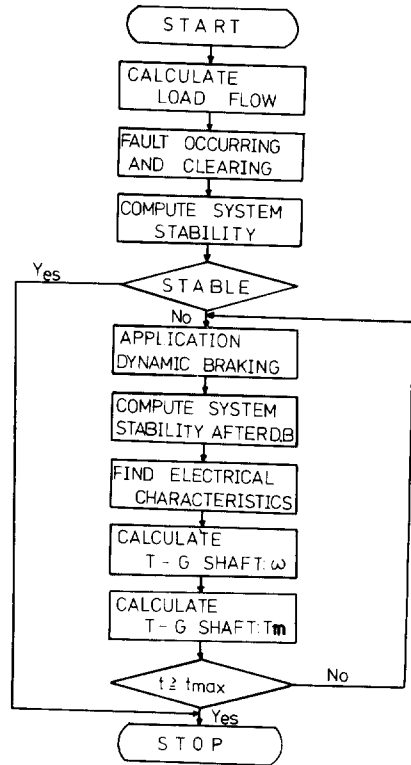 START
CALCULATE
LOAD FLOW
FAULT OCCURRING
AND CLEARING
COMPUTE SYSTEM
STABILITY
Yes
STABLE
No
APPLICATION
DYNAMIC BRAKING
COMPUTE SYSTEM
STABILITY AFTER D.B
FIND ELECTRICAL
CHARACTERISTICS
CALCULATE
T-G SHAFT:ω
CALCULATE
T-G SHAFT:Tm
t ≧ tmax
No
Yes
STOP